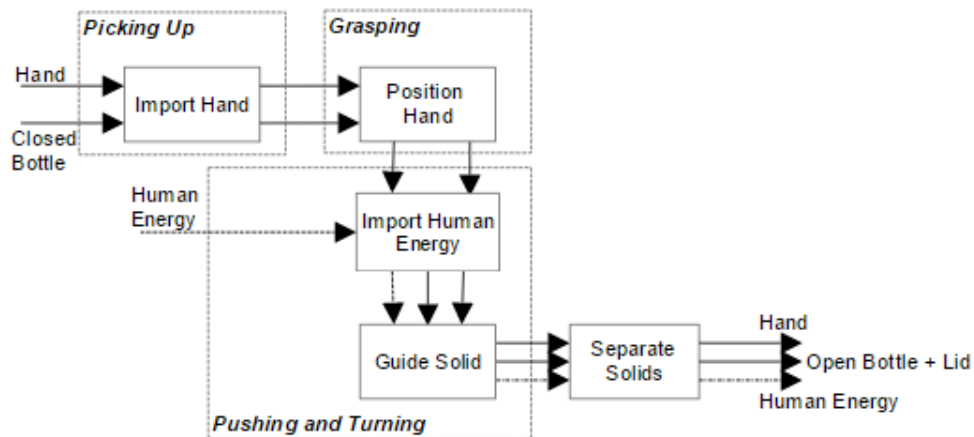 Picking Up
Grasping
Hand
Import Hand
Position
Hand
Closed
Bottle
Human
Energy
Import Human
Energy
Guide Solid
Separate
Solids
Hand
Open Bottle + Lid
Human Energy
Pushing and Turning